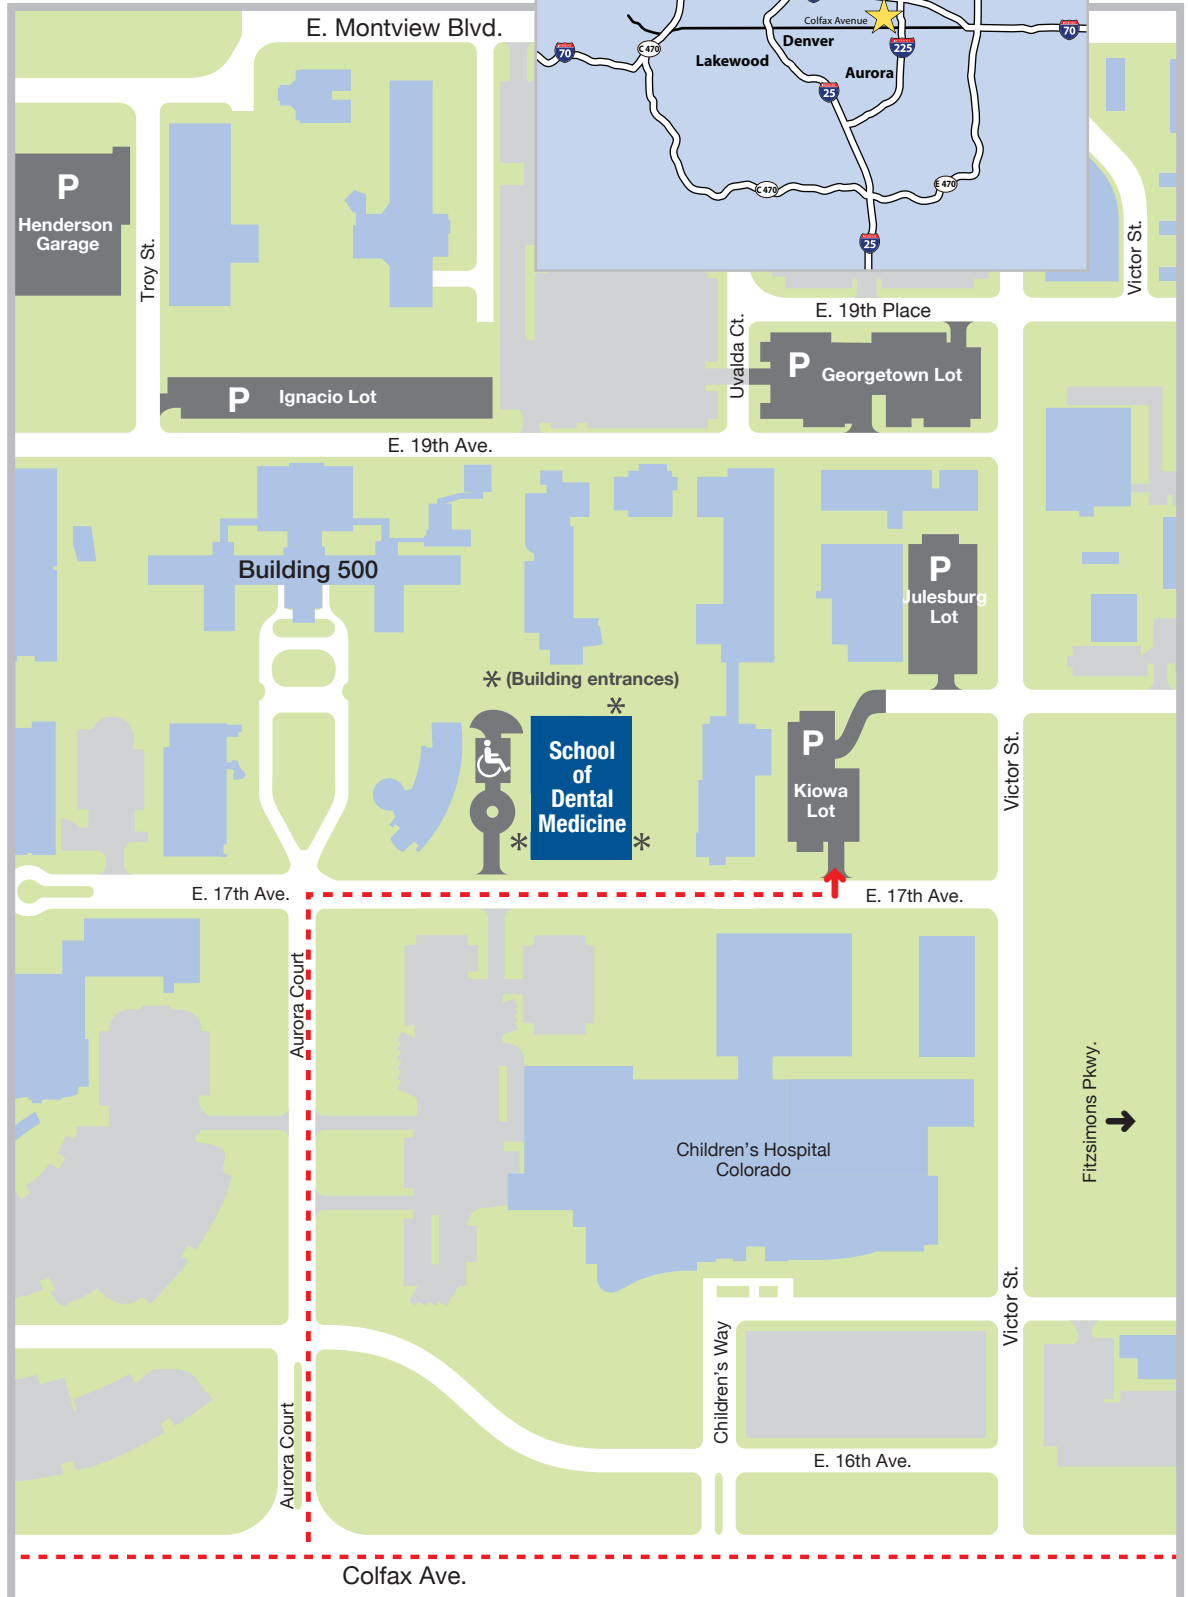 E. Montview Blvd.
Colfax Avenue
70
C 470
Denver
225
70
Lakewood
Aurora
25
C 470
E 470
25
P
Henderson
Garage
Troy St.
Victor St.
E. 19th Place
Uvalda Ct.
P
Georgetown Lot
P
Ignacio Lot
E. 19th Ave.
Building 500
P
Julesburg
Lot
* (Building entrances)
*
School
of
Dental
Medicine
*
*
P
Kiowa
Lot
Victor St.
E. 17th Ave.
E. 17th Ave.
Aurora Court
Fitzsimons Pkwy.
Children's Hospital
Colorado
Victor St.
Children's Way
Aurora Court
E. 16th Ave.
Colfax Ave.